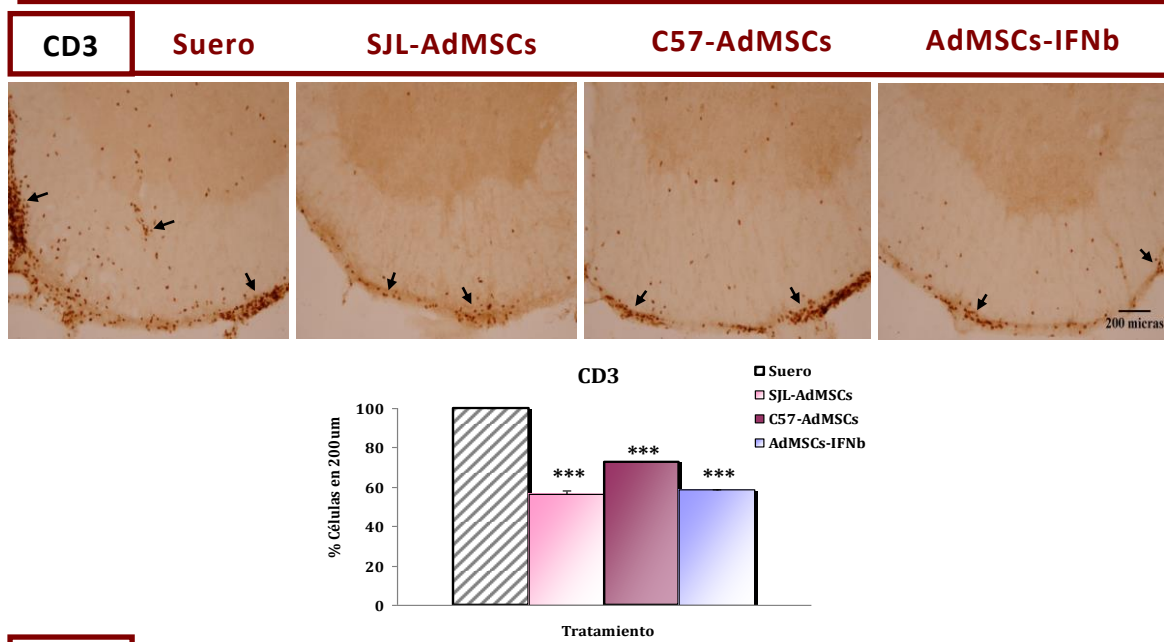 CD3 Suero SJL-AdMSCs C57-AdMSCs AdMSCs-IFNb
200 micras
CD3
Suero
SJL-AdMSCs
C57-AdMSCs
AdMSCs-IFNb
% Células en 200um
100
80
60
40
20
0
*** *** ***
Tratamiento